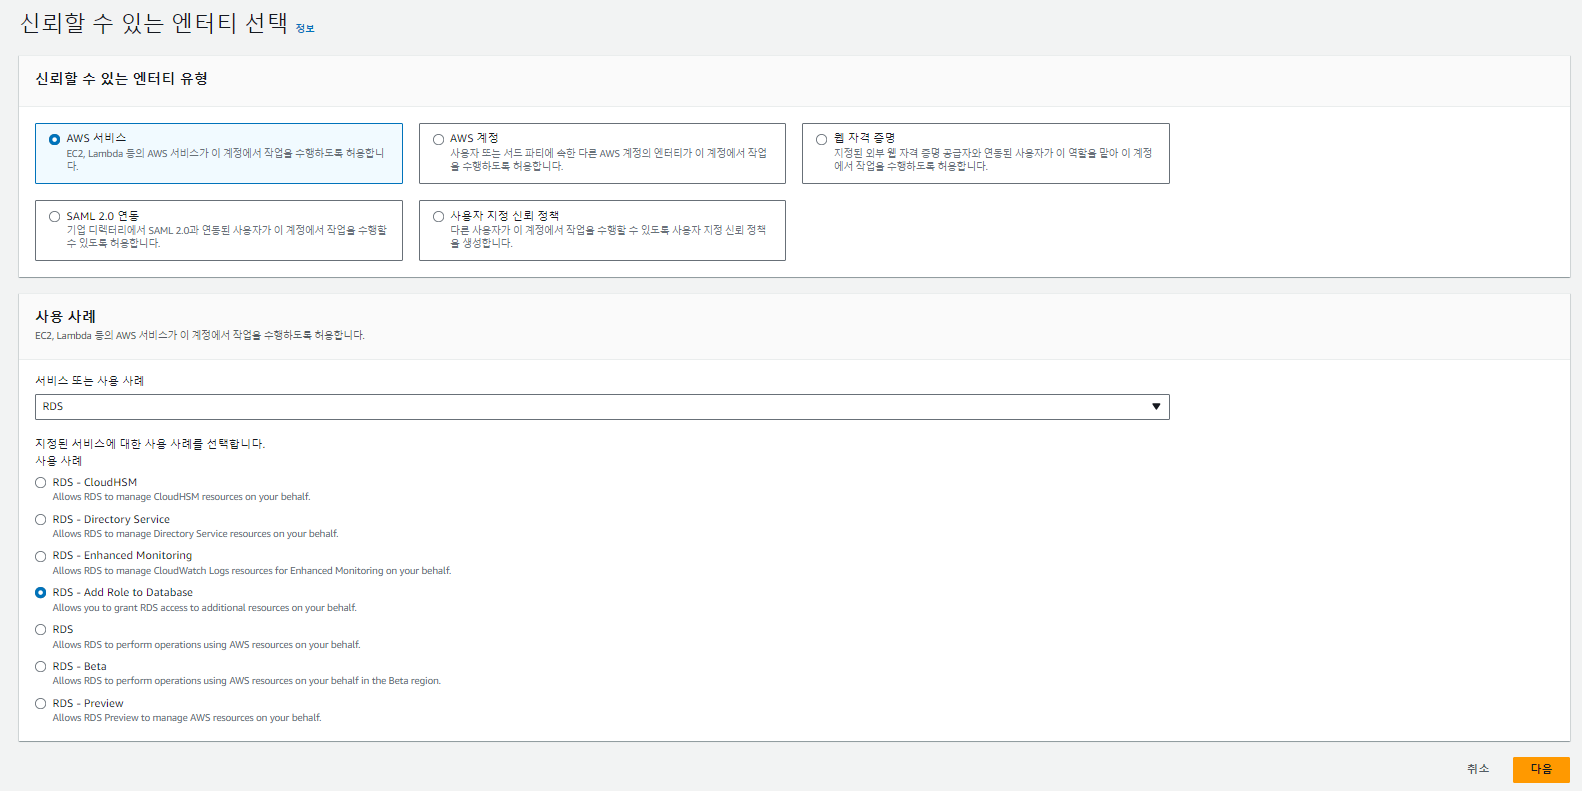 신뢰할 수 있는 엔터티 선택 정보
신뢰할 수 있는 엔터티 유형
AWS 서비스
EC2, Lambda 등의 AWS 서비스가 이 계정에서 작업을 수행하도록 허용합니
다.
AWS 계정
사용자 또는 서드 파티에 속한 다른 AWS 계정의 엔터티가 이 계정에서 작업
을 수행하도록 허용합니다.
웹 자격 증명
지정된 외부 웹 자격 증명 공급자와 연동된 사용자가 이 역할을 맡아 이 계정
에서 작업을 수행하도록 허용합니다.
SAML 2.0 연동
기업 디렉터리에서 SAML 2.0과 연동된 사용자가 이 계정에서 작업을 수행할
수 있도록 허용합니다.
사용자 지정 신뢰 정책
다른 사용자가 이 계정에서 작업을 수행할 수 있도록 사용자 지정 신뢰 정책
을 생성합니다.
사용 사례
EC2, Lambda 등의 AWS 서비스가 이 계정에서 작업을 수행하도록 허용합니다.
서비스 또는 사용 사례
RDS
지정된 서비스에 대한 사용 사례를 선택합니다.
사용 사례
RDS - CloudHSM
Allows RDS to manage CloudHSM resources on your behalf.
RDS - Directory Service
Allows RDS to manage Directory Service resources on your behalf.
RDS - Enhanced Monitoring
Allows RDS to manage CloudWatch Logs resources for Enhanced Monitoring on your behalf.
RDS - Add Role to Database
Allows you to grant RDS access to additional resources on your behalf.
RDS
Allows RDS to perform operations using AWS resources on your behalf.
RDS - Beta
Allows RDS to perform operations using AWS resources on your behalf in the Beta region.
RDS - Preview
Allows RDS Preview to manage AWS resources on your behalf.
취소 다음